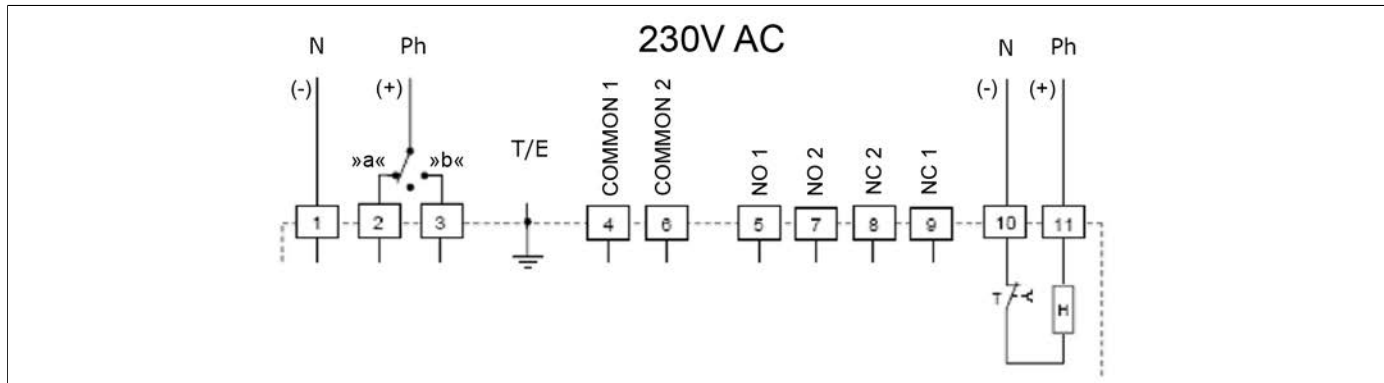 230V AC
N Ph
(-) (+)
»a« »b«
T/E
COMMON 1
COMMON 2
NO 1
NO 2
NC 2
NC 1
N Ph
(-) (+)
1 2 3 4 6 5 7 8 9 10 11
T
H